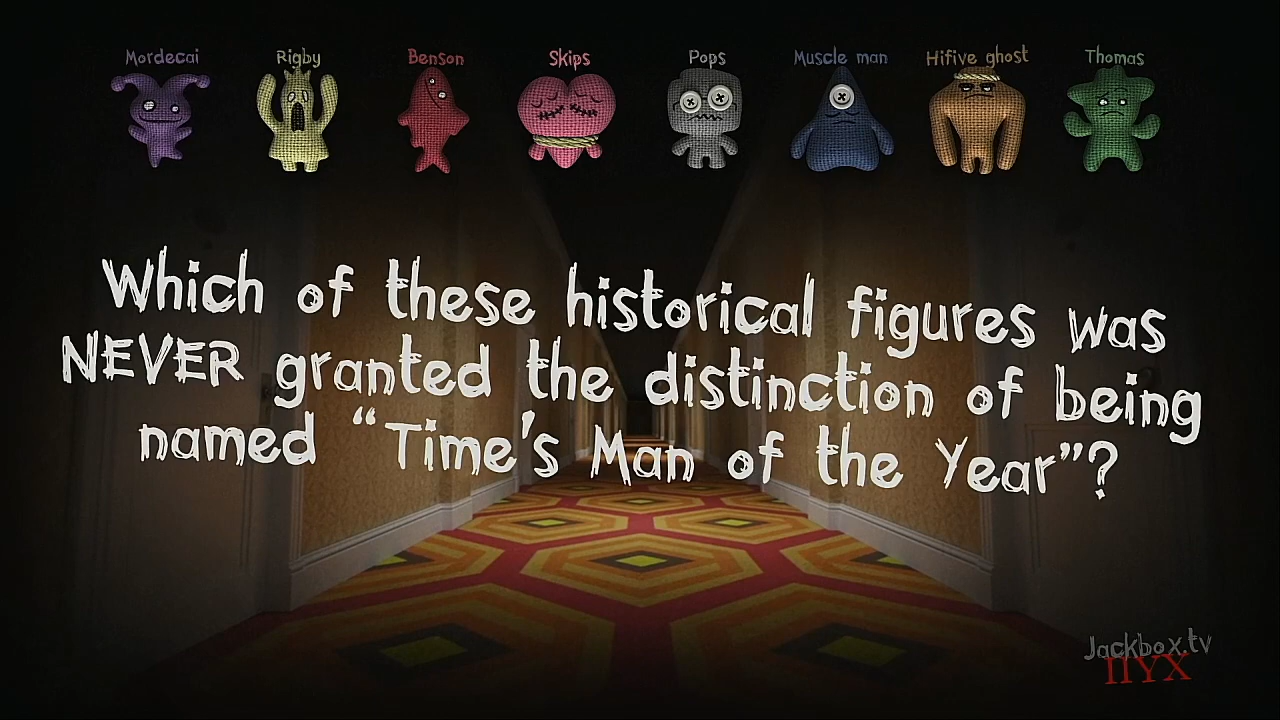 Mordecai Rigby Benson Skips Pops Muscle man Hifive ghost Thomas
Which of these historical figures was
NEVER granted the distinction of being
named “Time's Man of the Year”?
Jackbox.tv
IIYX